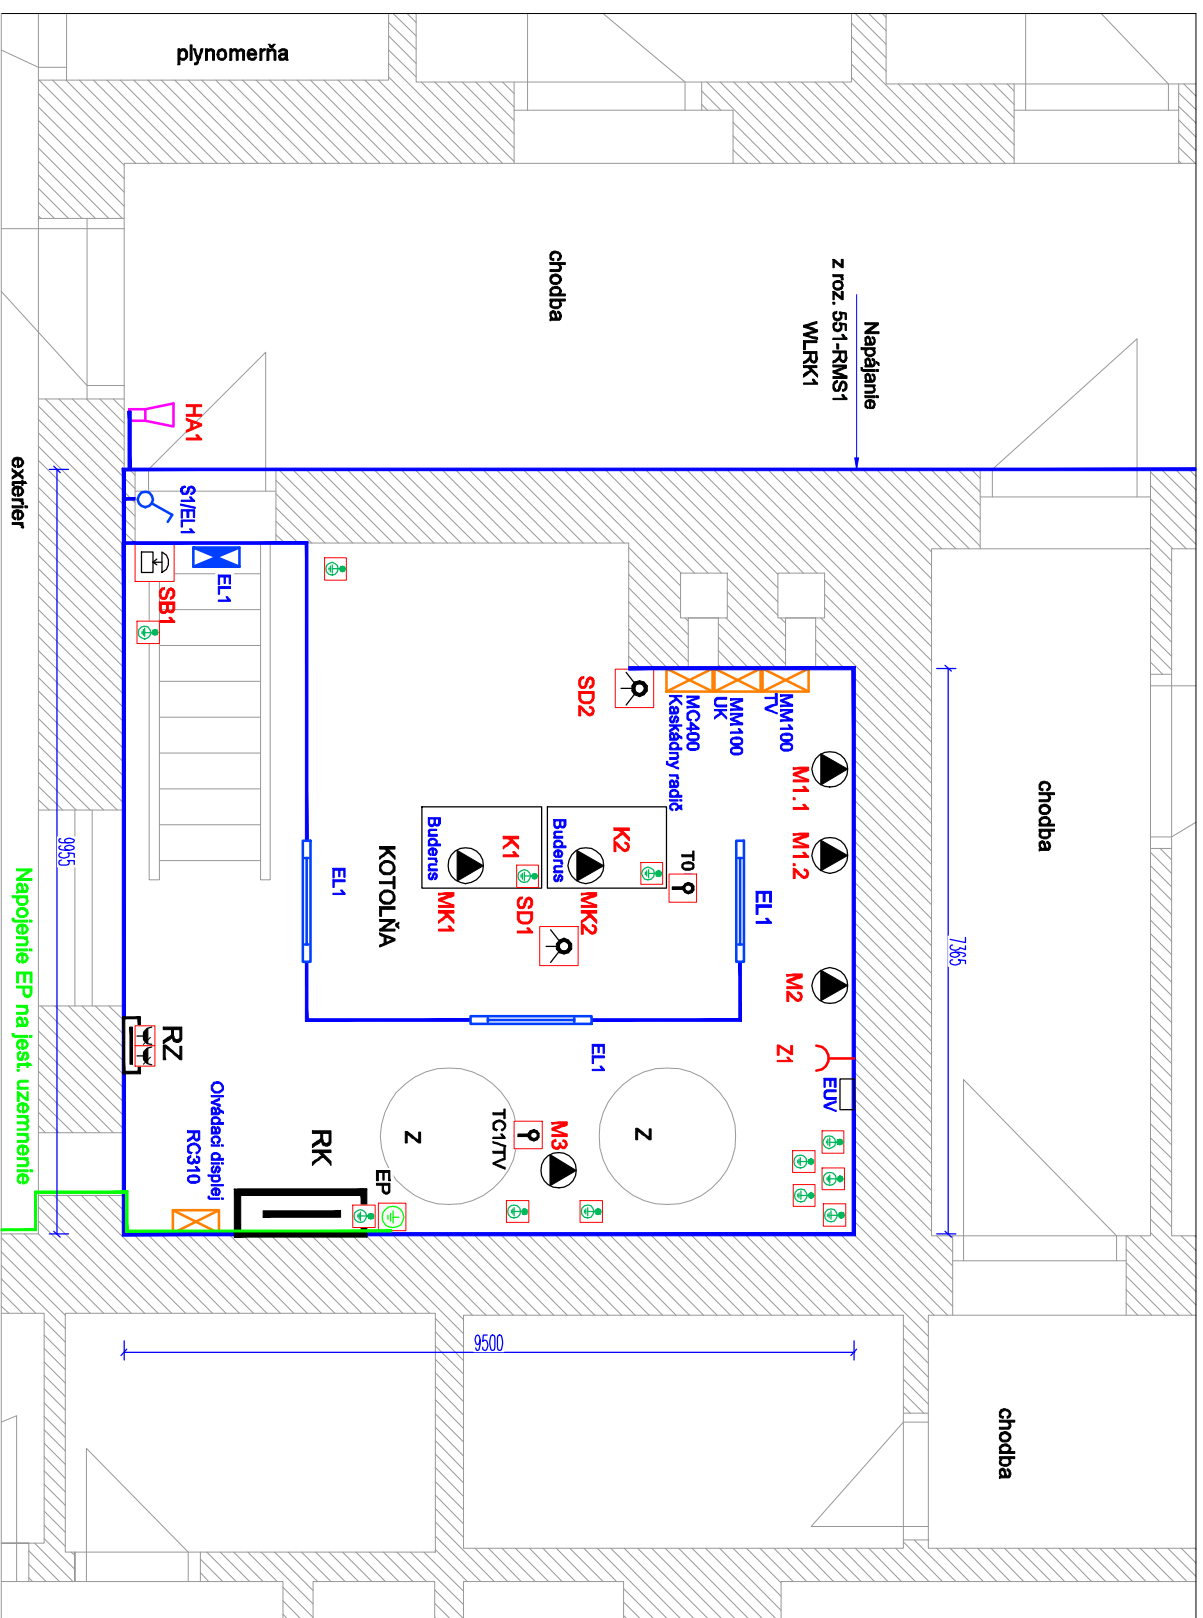 plynomerňa
chodba
Napájanie
z roz. 551-RMS1
WLRK1
HA1
exterier
S1/EL1
EL1
SB1
SD2
MM100
TV
MM100
UK
MC400
Kaskádny radič
M1.1
M1.2
M2
Z1
EUV
chodba
7365
K2
Buderus
MK2
K1
Buderus
MK1
T0
SD1
EL1
EL1
EL1
KOTOLŇA
9955
Napojenie EP na jest. uzemnenie
RZ
Olvádaci displej
RC310
RK
EP
Z
Z
TC1/TV
M3
9500
chodba